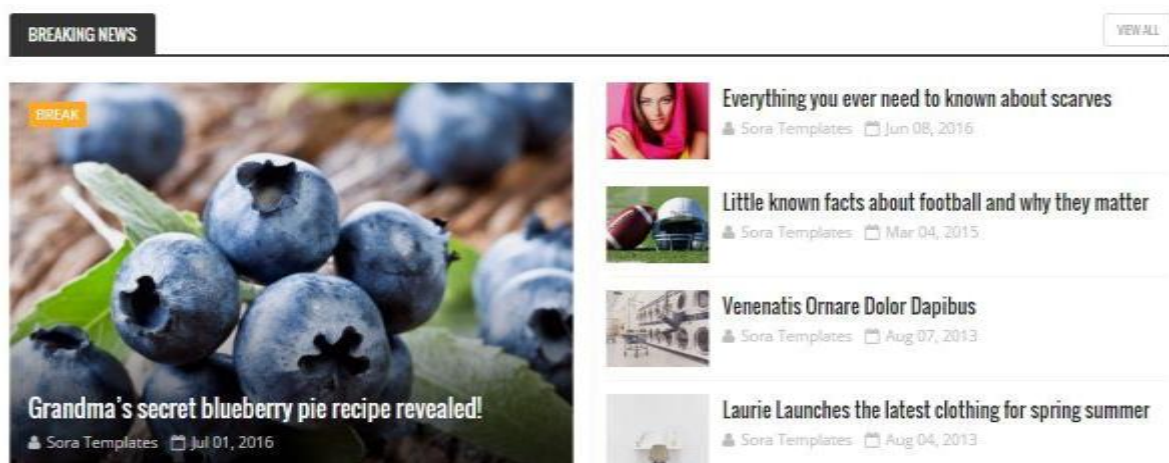 BREAKING NEWS
VIEW ALL
BREAK
Grandma's secret blueberry pie recipe revealed!
Sora Templates Jul 01, 2016
Everything you ever need to known about scarves
Sora Templates Jun 08, 2016
Little known facts about football and why they matter
Sora Templates Mar 04, 2015
Venenatis Ornare Dolor Dapibus
Sora Templates Aug 07, 2013
Laurie Launches the latest clothing for spring summer
Sora Templates Aug 04, 2013